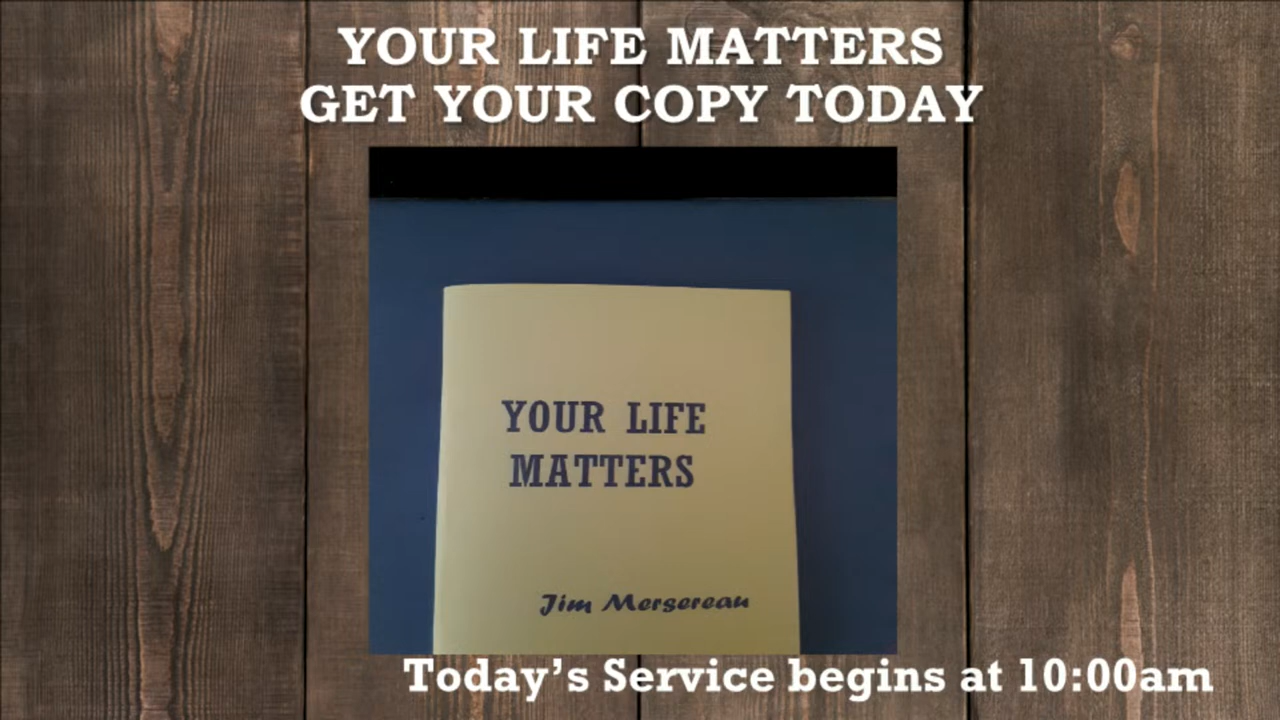 YOUR LIFE MATTERS
GET YOUR COPY TODAY
YOUR LIFE
MATTERS
Jim Mersereau
Today's Service begins at 10:00am